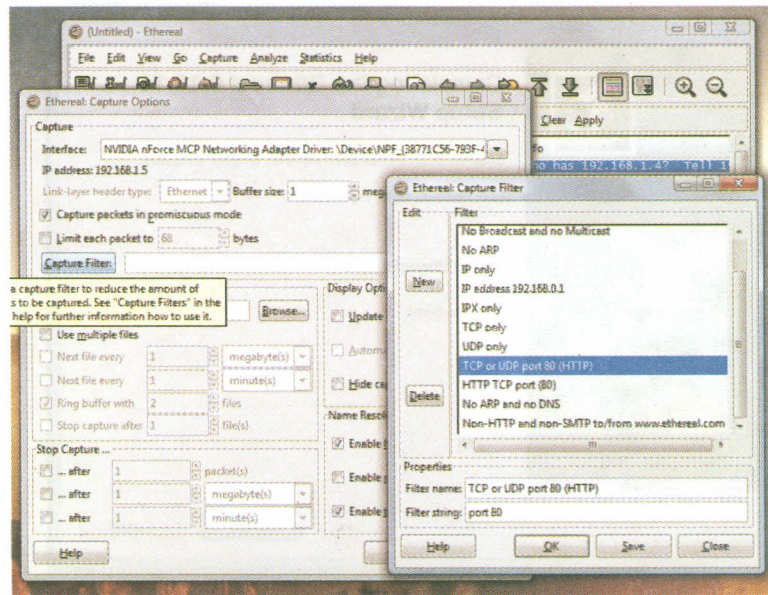 (Untitled) - Ethereal
File Edit View Go Capture Analyze Statistics Help
Clear Apply
has 192.168.1.4? Tell 1
Ethereal: Capture Options
Capture
Interface: NVIDIA nForce MCP Networking Adapter Driver: \Device\NPF_{38771C56-793F-4
IP address: 192.168.1.5
Link-layer header type: Ethernet Buffer size: 1
Capture packets in promiscuous mode
Limit each packet to 68 bytes
Capture Filter:
a capture filter to reduce the amount of
s to be captured. See "Capture Filters" in the
help for further information how to use it.
Browse...
Use multiple files
Next file every 1 megabyte(s)
Next file every 1 minute(s)
Ring buffer with 2 files
Stop capture after 1 file(s)
Stop Capture ...
... after 1 packet(s)
... after 1 megabyte(s)
... after 1 minute(s)
Help
Display Opti
Update
Automa
Hide ca
Name Resol
Enable
Enable
Enable
Ethereal: Capture Filter
Edit
New
Delete
Filter
No Broadcast and no Multicast
No ARP
IP only
IP address 192.168.0.1
IPX only
TCP only
UDP only
TCP or UDP port 80 (HTTP)
HTTP TCP port (80)
No ARP and no DNS
Non-HTTP and non-SMTP to/from www.ethereal.com
Properties
Filter name: TCP or UDP port 80 (HTTP)
Filter string: port 80
Help OK Save Close